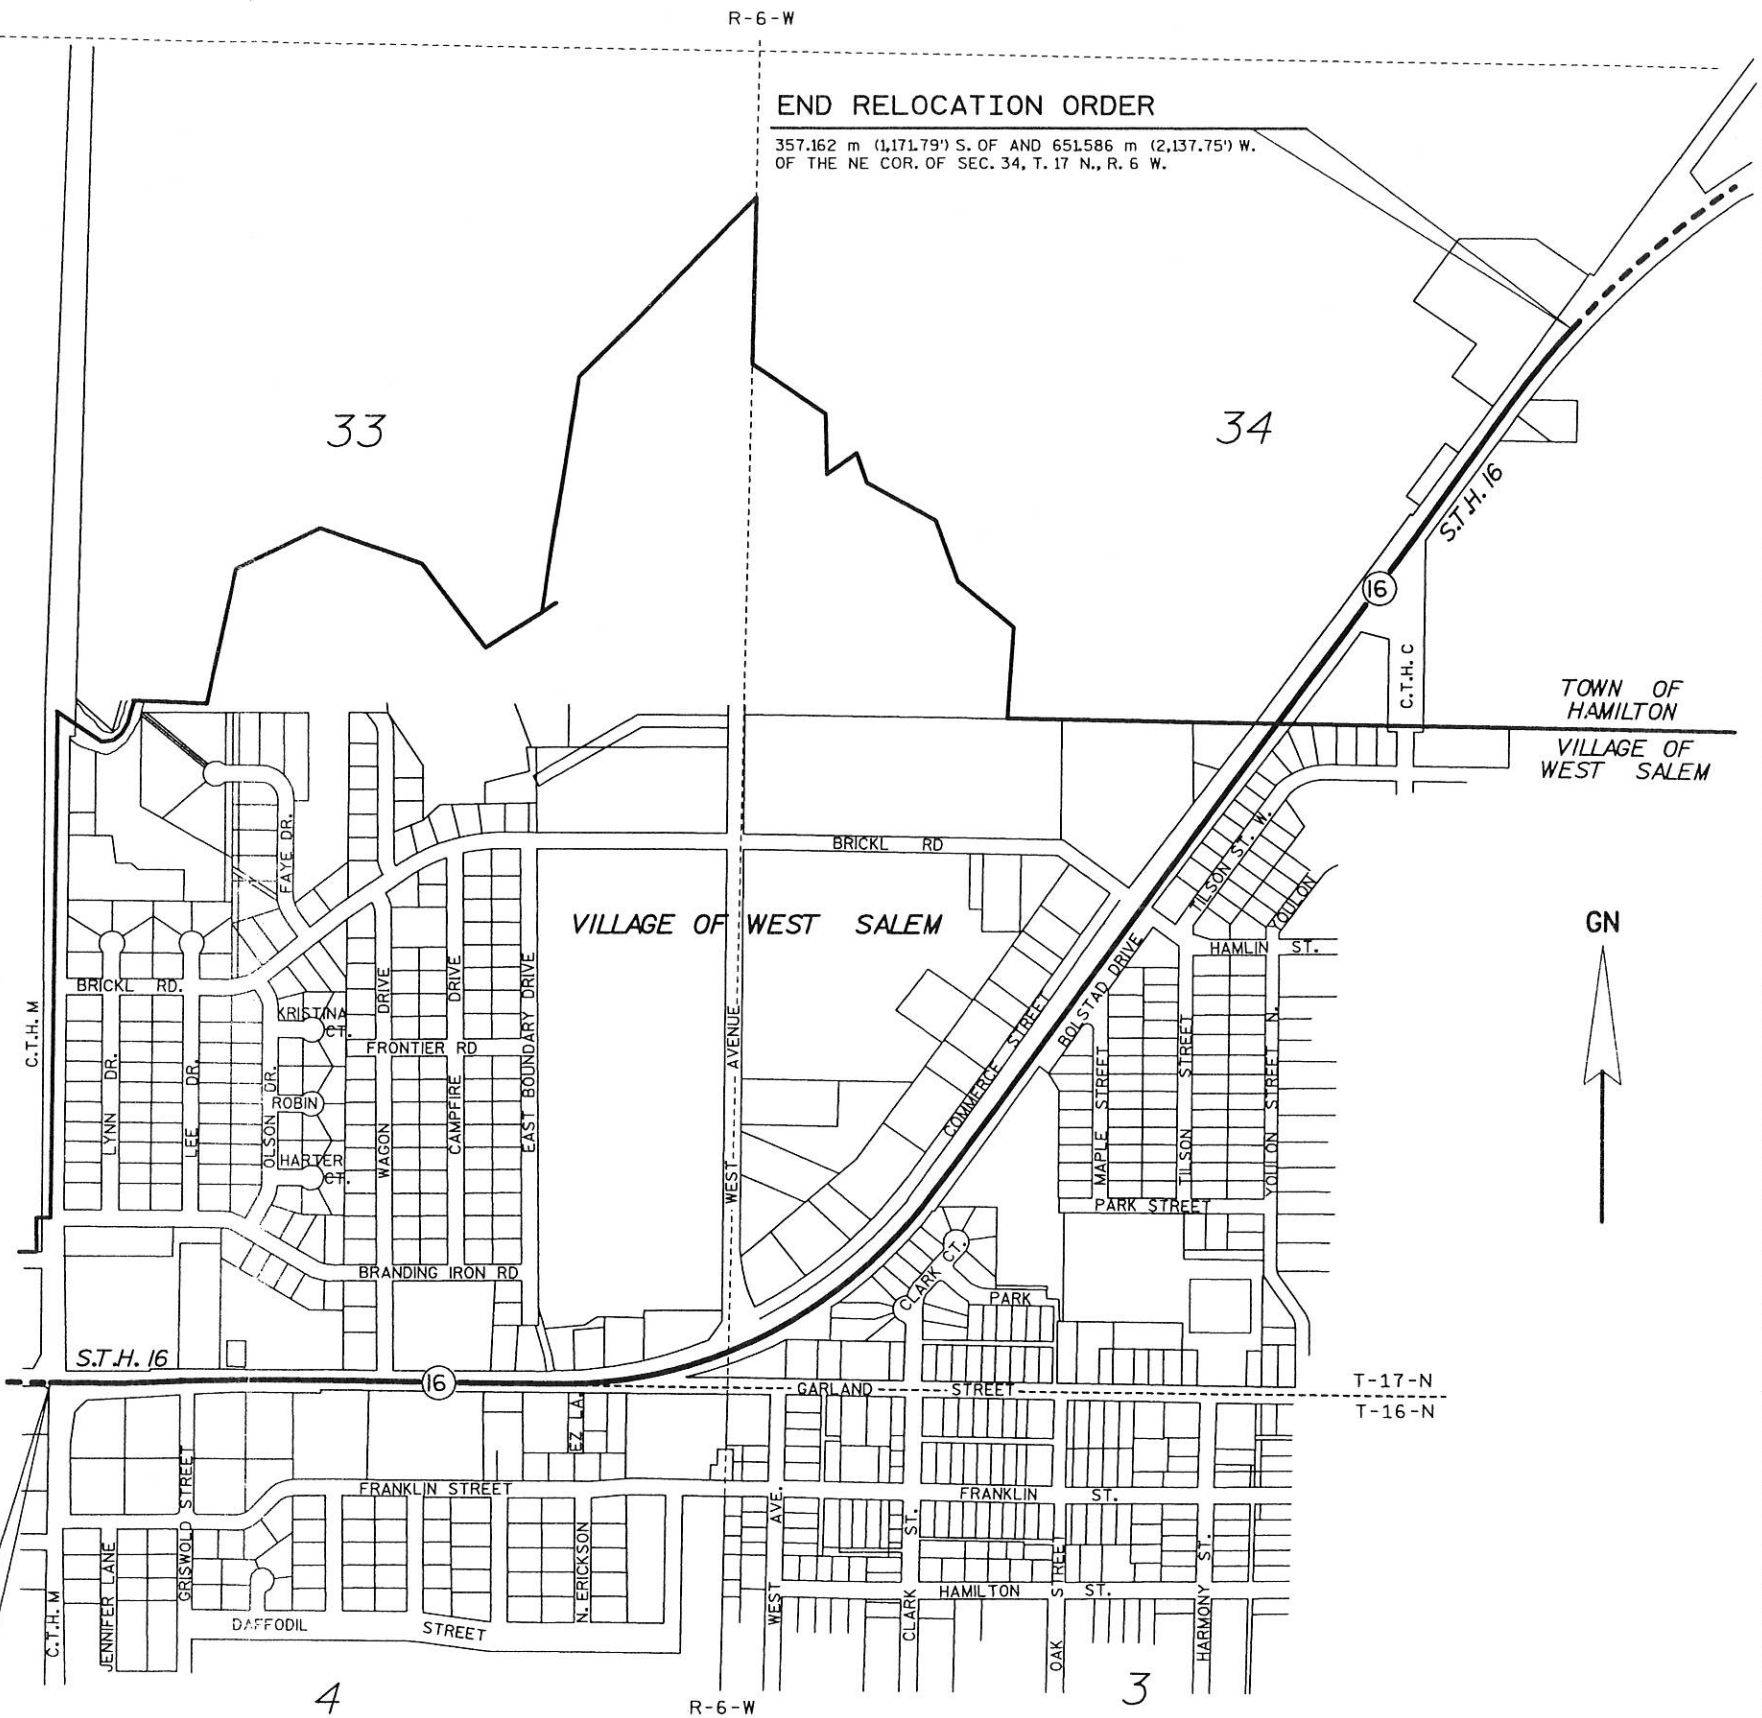 R-6-W
END RELOCATION ORDER
357.162 m (1,171.79') S. OF AND 651.586 m (2,137.75') W.
OF THE NE COR. OF SEC. 34, T. 17 N., R. 6 W.
33
34
S.T.H. 16
16
C.T.H. C
TOWN OF
HAMILTON
VILLAGE OF
WEST SALEM
FAYE DR.
BRICKL RD
TILSON ST. W.
YOULON
VILLAGE OF WEST SALEM
GN
HAMLIN ST.
BRICKL RD.
C.T.H. M
KRISTINA
CT.
WAGON DRIVE
CAMPFIRE DRIVE
EAST BOUNDARY DRIVE
FRONTIER RD
WEST AVENUE
COMMERCE STREET
BOLSTAD DRIVE
MAPLE STREET
TILSON STREET
YOULON STREET N.
LYNN DR.
LEE DR.
OLSON DR.
ROBIN
HARTER
CT.
PARK STREET
CLARK CT.
BRANDING IRON RD
PARK
S.T.H. 16
16
GARLAND STREET
T-17-N
T-16-N
EZ LA.
GRISWOLD STREET
FRANKLIN STREET
FRANKLIN ST.
WEST AVE.
CLARK ST.
OAK STREET
HARMONY ST.
HAMILTON ST.
C.T.H. M
JENNIFER LANE
N. ERICKSON
DAFFODIL STREET
4
3
R-6-W